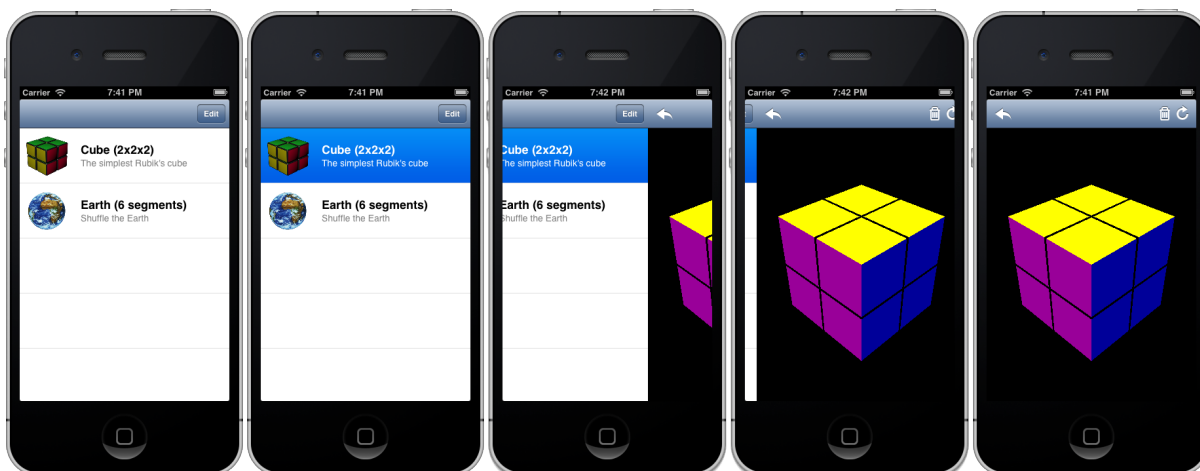 Carrier 7:41 PM
Edit
Cube (2x2x2)
The simplest Rubik's cube
Earth (6 segments)
Shuffle the Earth
Carrier 7:41 PM
Edit
Cube (2x2x2)
The simplest Rubik's cube
Earth (6 segments)
Shuffle the Earth
Carrier 7:42 PM
Edit
Cube (2x2x2)
The simplest Rubik's cube
Earth (6 segments)
Shuffle the Earth
Carrier 7:42 PM
Carrier 7:41 PM